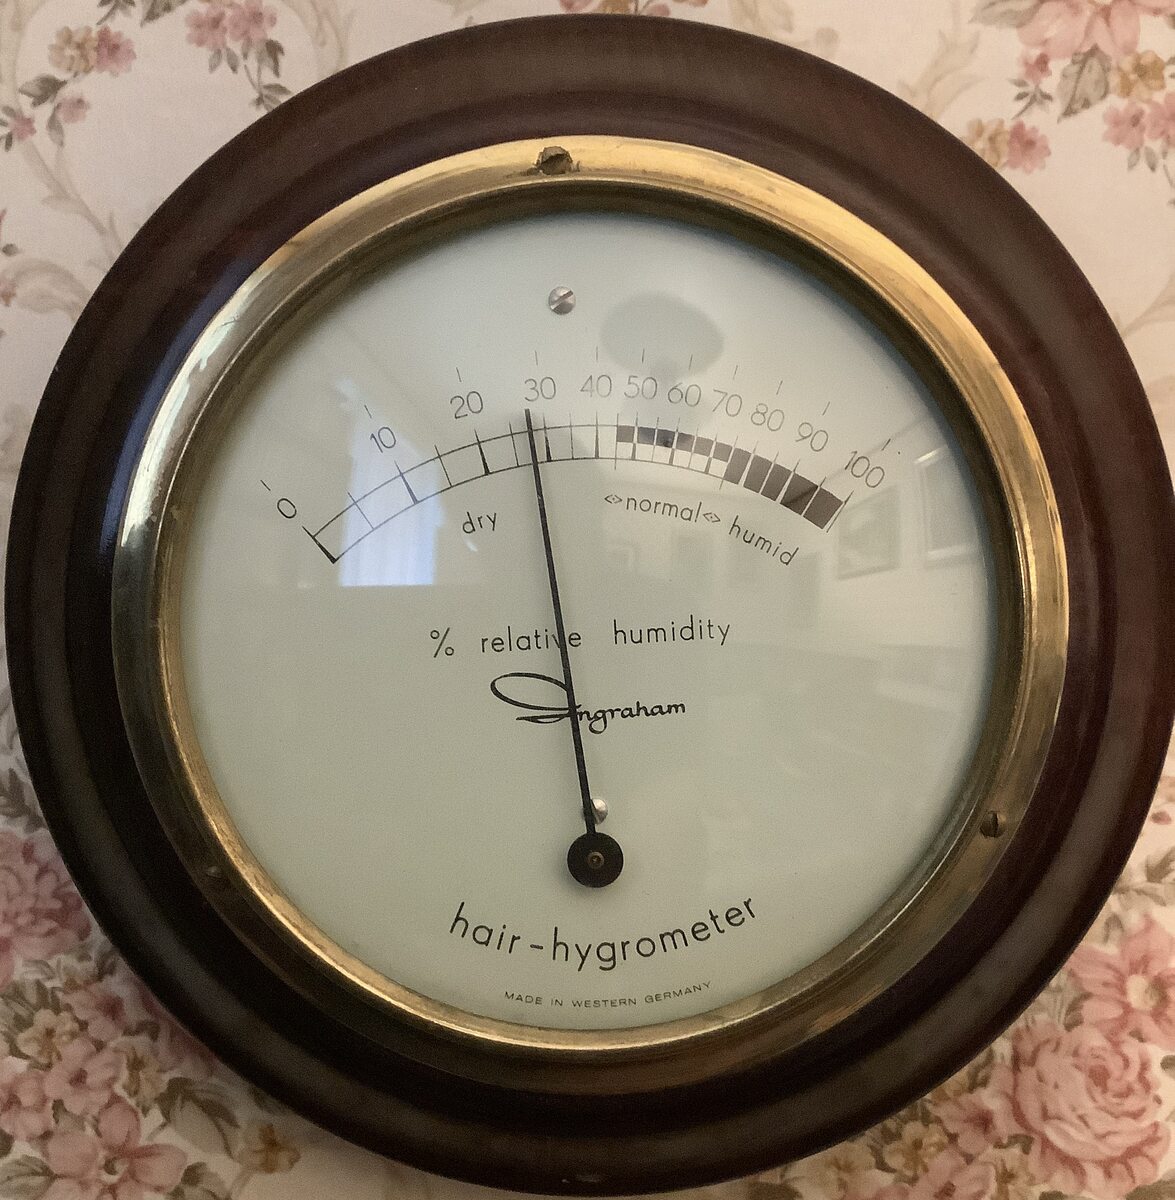 0 10 20 30 40 50 60 70 80 90 100
dry normal humid
% relative humidity
Ingraham
hair-hygrometer
MADE IN WESTERN GERMANY